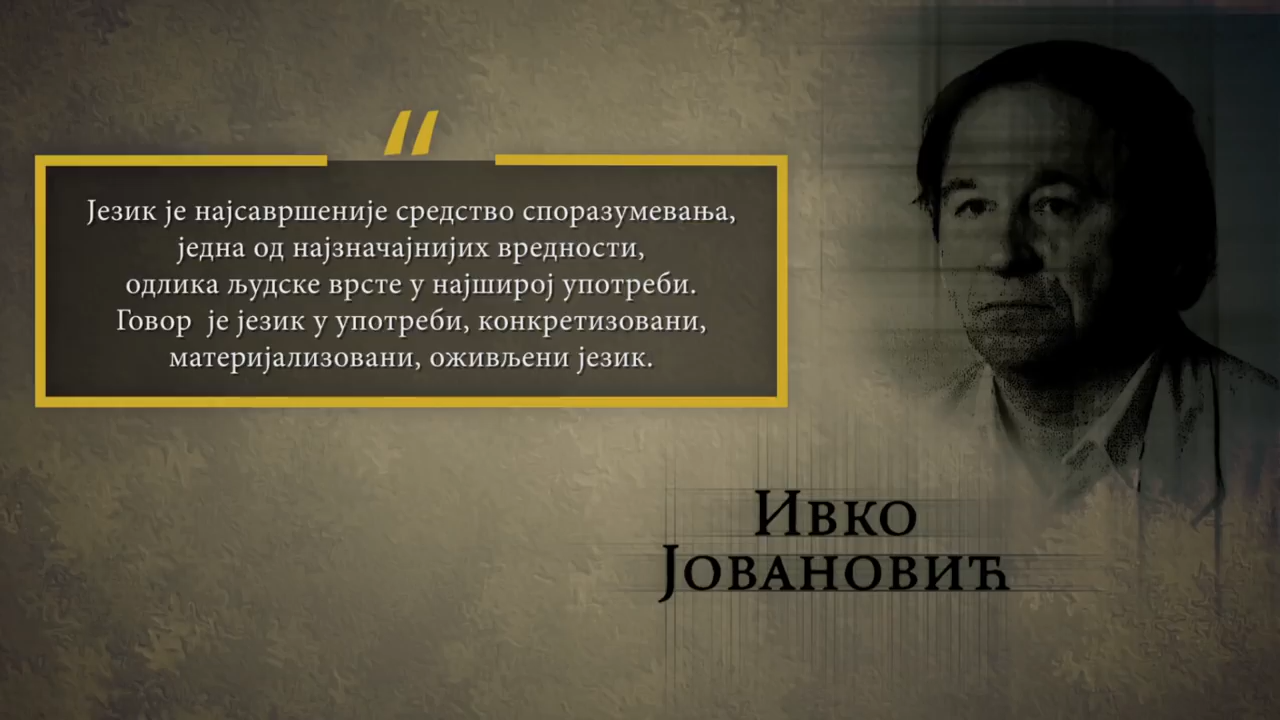 Језик је најсавршеније средство споразумевања,
једна од најзначајнијих вредности,
одлика људске врсте у најширој употреби.
Говор је језик у употреби, конкретизовани,
материјализовани, оживљени језик.
Ивко
Јовановић